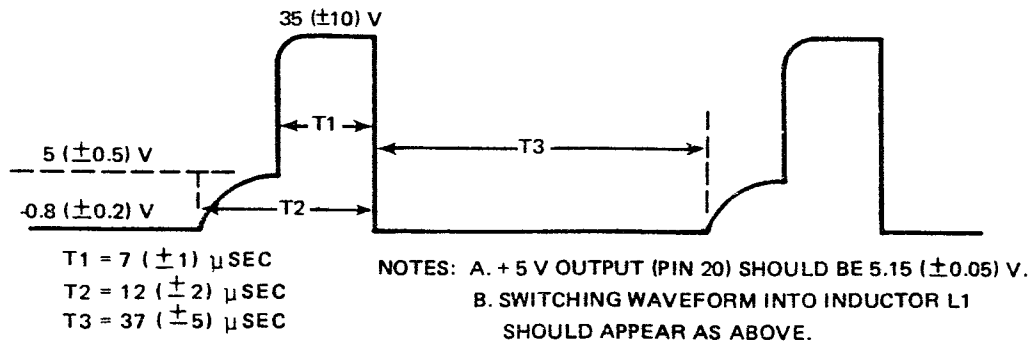 35 (±10) V
T1
T3
5 (±0.5) V
-0.8 (±0.2) V
T2
T1 = 7 (±1) μSEC
T2 = 12 (±2) μSEC
T3 = 37 (±5) μSEC
NOTES: A. + 5 V OUTPUT (PIN 20) SHOULD BE 5.15 (±0.05) V.
B. SWITCHING WAVEFORM INTO INDUCTOR L1
SHOULD APPEAR AS ABOVE.